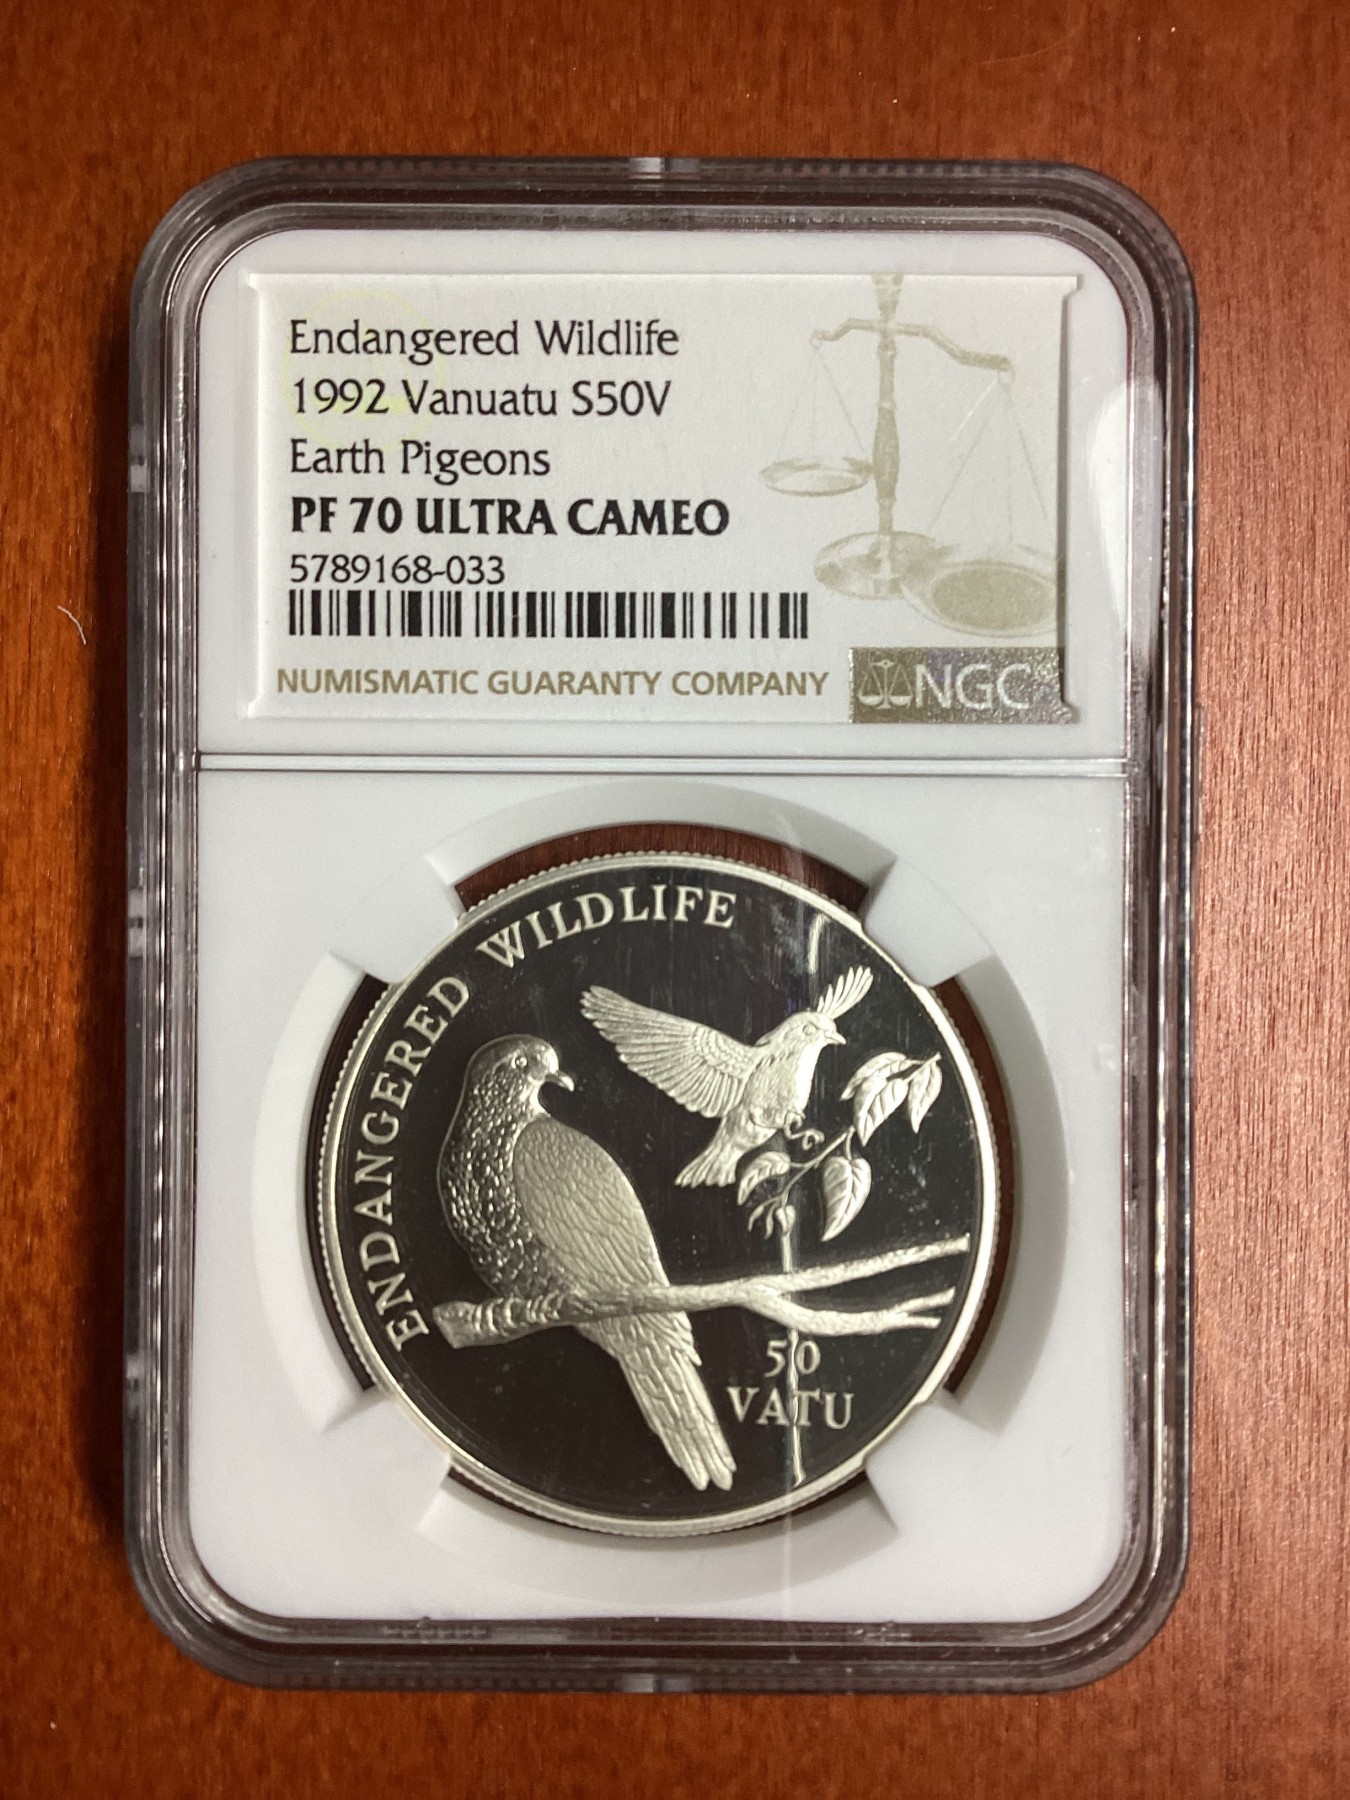 Endangered Wildlife
1992 Vanuatu S50V
Earth Pigeons
PF 70 ULTRA CAMEO
5789168-033
NUMISMATIC GUARANTY COMPANY
NGC
ENDANGERED WILDLIFE
50
VATU